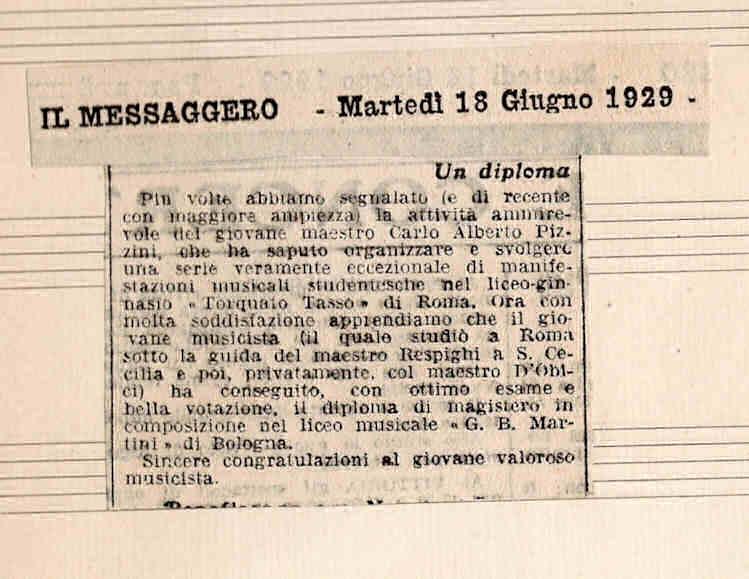 IL MESSAGGERO - Martedì 18 Giugno 1929 -
Un diploma
Più volte abbiamo segnalato (e di recente
con maggiore ampiezza) la attività ammire-
vole del giovane maestro Carlo Alberto Piz-
zini, che ha saputo organizzare e svolgere
una serie veramente eccezionale di manife-
stazioni musicali studentesche nel liceo-gin-
nasio « Torquato Tasso » di Roma. Ora con
molta soddisfazione apprendiamo che il gio-
vane musicista (il quale studiò a Roma
sotto la guida del maestro Respighi a S. Ce-
cilia e poi, privatamente, col maestro D'Obi-
ci) ha conseguito, con ottimo esame e
bella votazione, il diploma di magistero in
composizione nel liceo musicale « G. B. Mar-
tini » di Bologna.
Sincere congratulazioni al giovane valoroso
musicista.